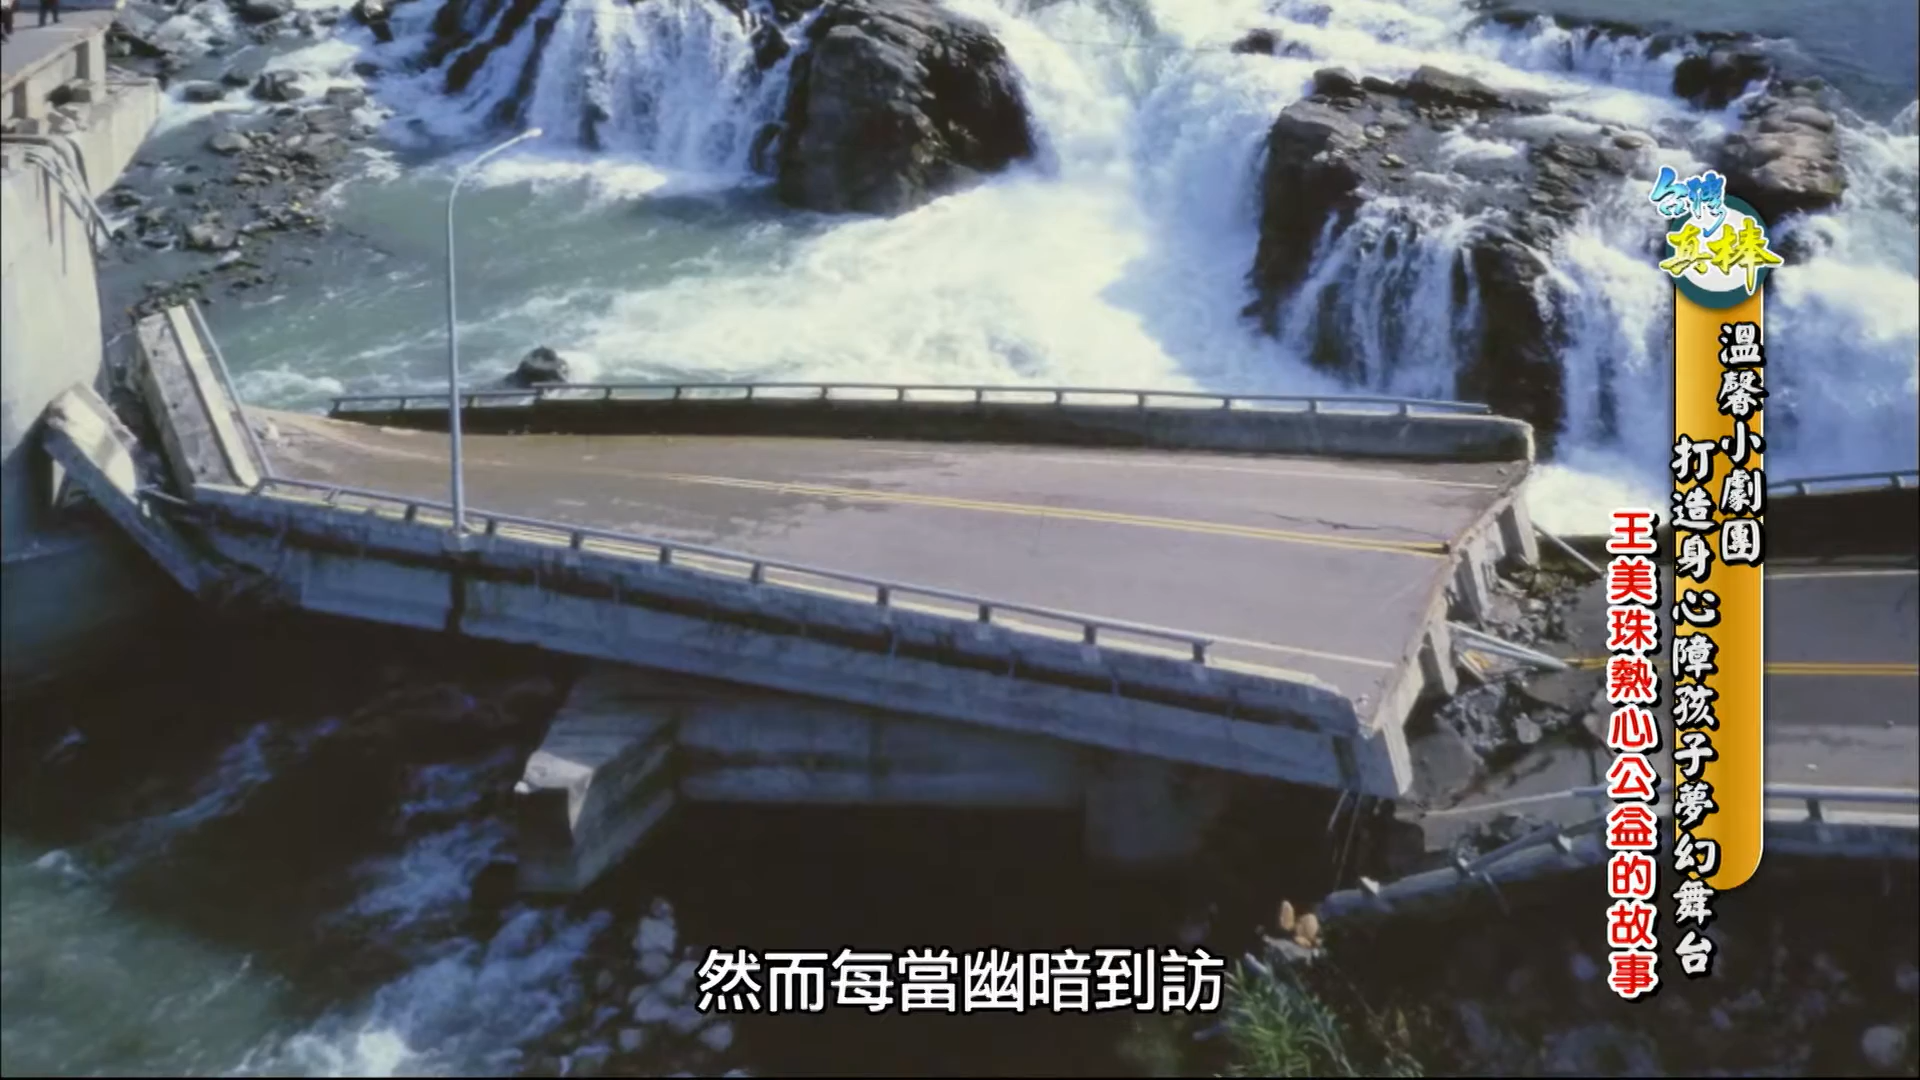 台灣
真棒
溫馨小劇團
打造身心障孩子夢幻舞台
王美珠熱心公益的故事
然而每當幽暗到訪